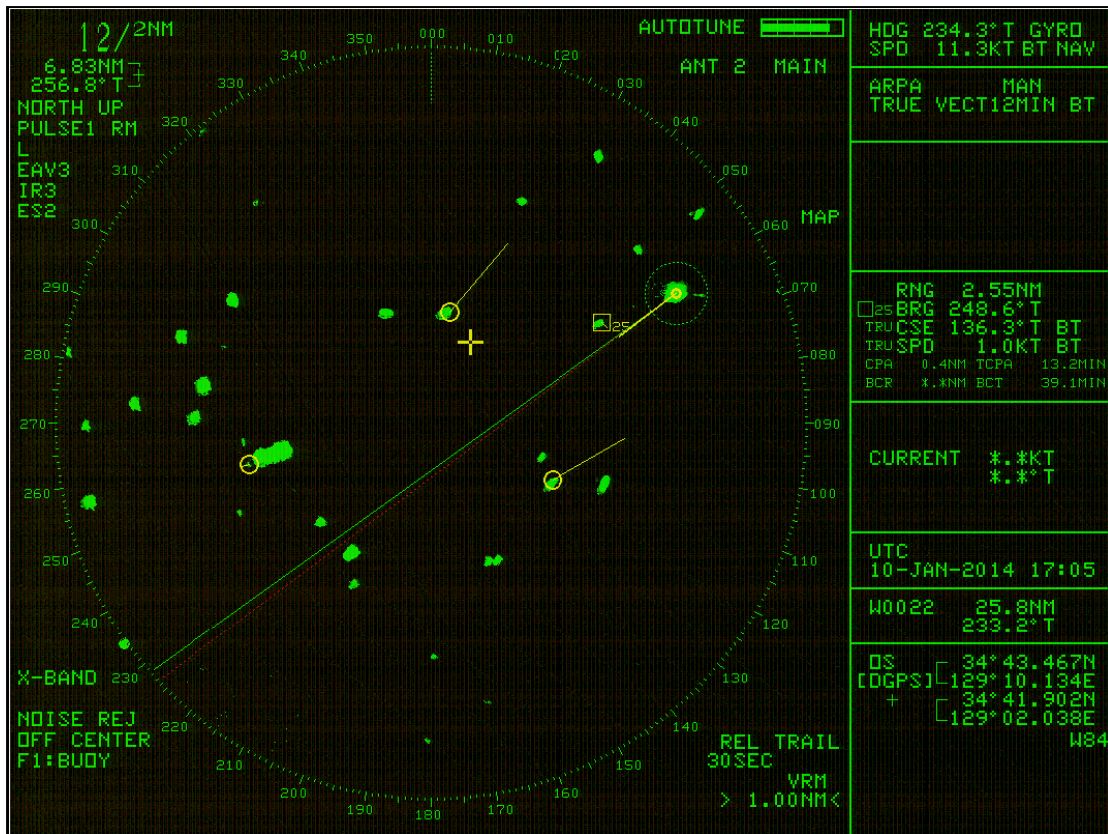 12/2NM
6.83NM
256.8°T
NORTH UP
PULSE1 RM
L
EAV3
IR3
ES2
AUTOTUNE
ANT 2 MAIN
MAP
000
010
020
030
040
050
060
070
080
090
100
110
120
130
140
150
160
170
180
190
200
210
220
230
240
250
260
270
280
290
300
310
320
330
340
350
25
X-BAND
NOISE REJ
OFF CENTER
F1:BUOY
REL TRAIL
30SEC
VRM
> 1.00NM<
HDG 234.3°T GYRO
SPD 11.3KT BT NAV
ARPA MAN
TRUE VECT12MIN BT
RNG 2.55NM
25 BRG 248.6°T
TRU CSE 136.3°T BT
TRU SPD 1.0KT BT
CPA 0.4NM TCPA 13.2MIN
BCR *.*NM BCT 39.1MIN
CURRENT *.*KT
*.*°T
UTC
10-JAN-2014 17:05
W0022 25.8NM
233.2°T
OS 34°43.467N
[DGPS] 129°10.134E
+ 34°41.902N
129°02.038E
W84